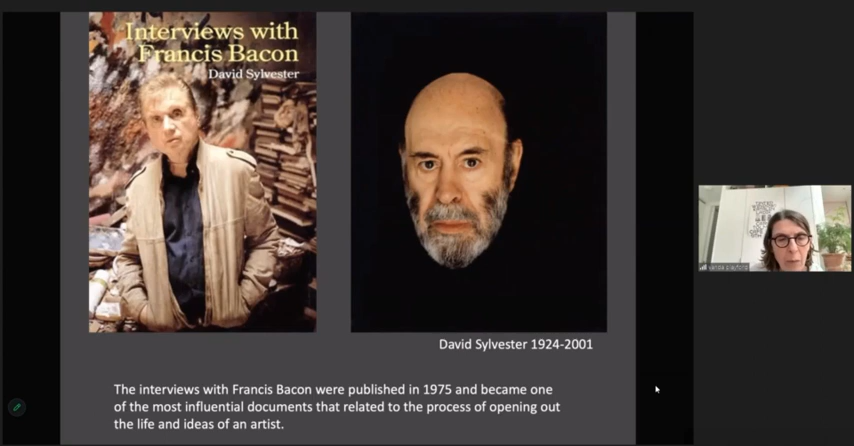 Interviews with
Francis Bacon
David Sylvester
David Sylvester 1924-2001
The interviews with Francis Bacon were published in 1975 and became one
of the most influential documents that related to the process of opening out
the life and ideas of an artist.